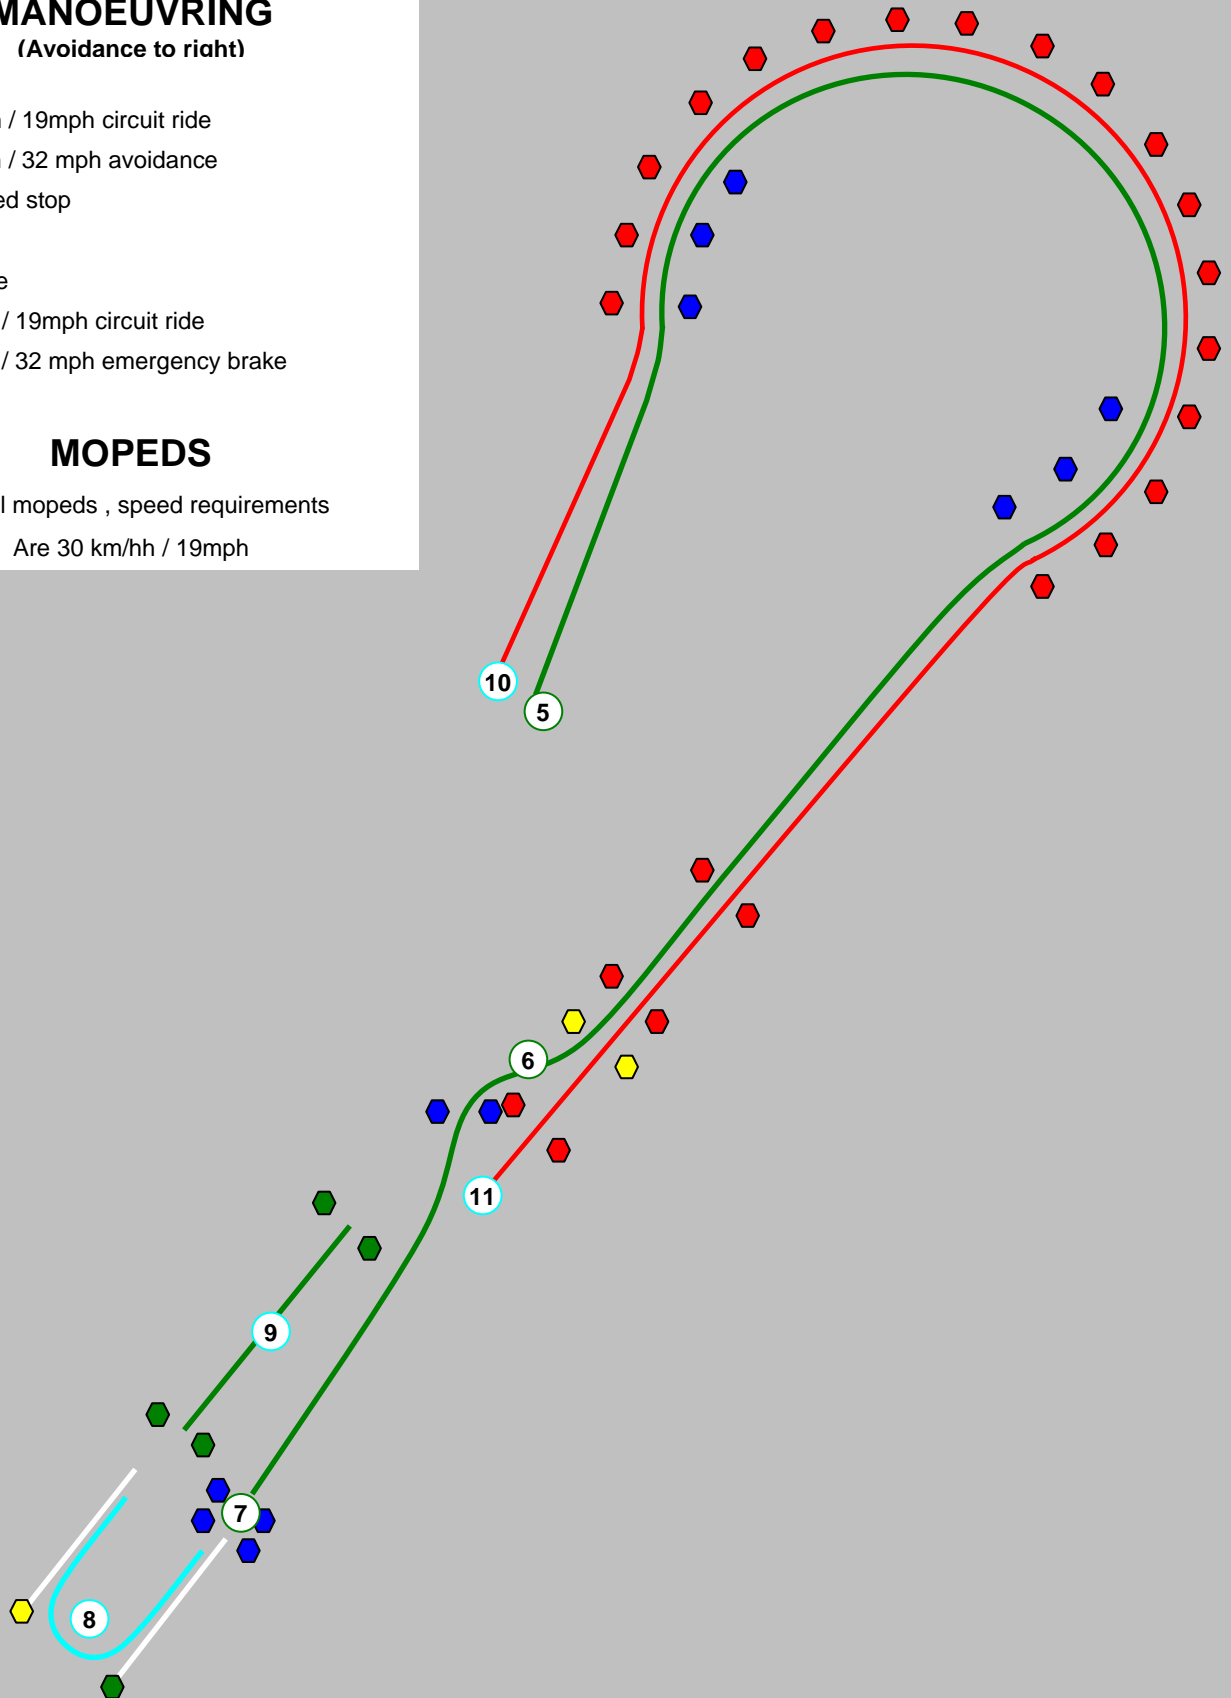 MANOEUVRING
(Avoidance to right)
/ 19mph circuit ride
/ 32 mph avoidance
stop
/ 19mph circuit ride
/ 32 mph emergency brake
MOPEDS
mopeds , speed requirements
Are 30 km/hh / 19mph
10
5
6
11
9
7
8